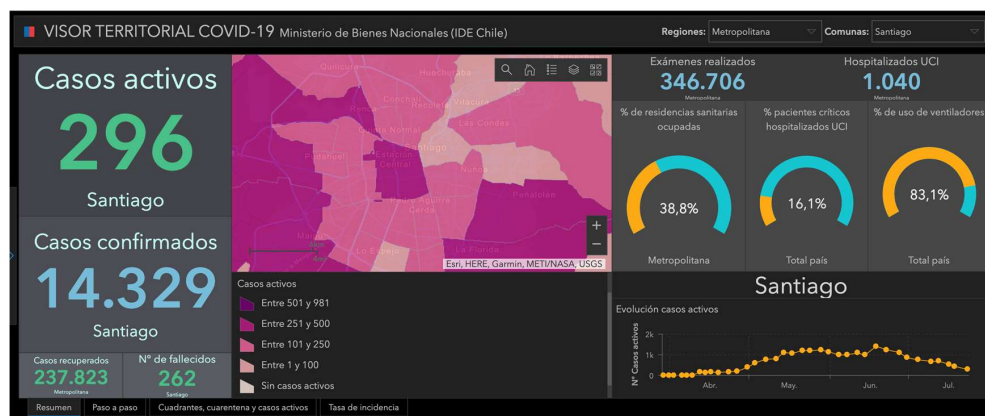 VISOR TERRITORIAL COVID-19 Ministerio de Bienes Nacionales (IDE Chile)
Regiones: Metropolitana
Comunas: Santiago
Casos activos
296
Santiago
Casos confirmados
14.329
Santiago
Casos recuperados
237.823
Metropolitana
N° de fallecidos
262
Santiago
Quilicura
Huechuraba
Conchalí
Recoleta
Vitacura
Renca
Las Condes
Quinta Normal
Pudahuel
Santiago
Estación
Central
Ñuñoa
Peñalolén
Pedro Aguirre
Cerda
Maipú
Lo Espejo
La Florida
Esri, HERE, Garmin, METI/NASA, USGS
Casos activos
Entre 501 y 981
Entre 251 y 500
Entre 101 y 250
Entre 1 y 100
Sin casos activos
Exámenes realizados
346.706
Metropolitana
Hospitalizados UCI
1.040
Metropolitana
% de residencias sanitarias
ocupadas
38,8%
Metropolitana
% pacientes críticos
hospitalizados UCI
16,1%
Total país
% de uso de ventiladores
83,1%
Total país
Santiago
Evolución casos activos
N° Casos activos
2k
1k
0
Abr.
May.
Jun.
Jul.
Resumen
Paso a paso
Cuadrantes, cuarentena y casos activos
Tasa de incidencia